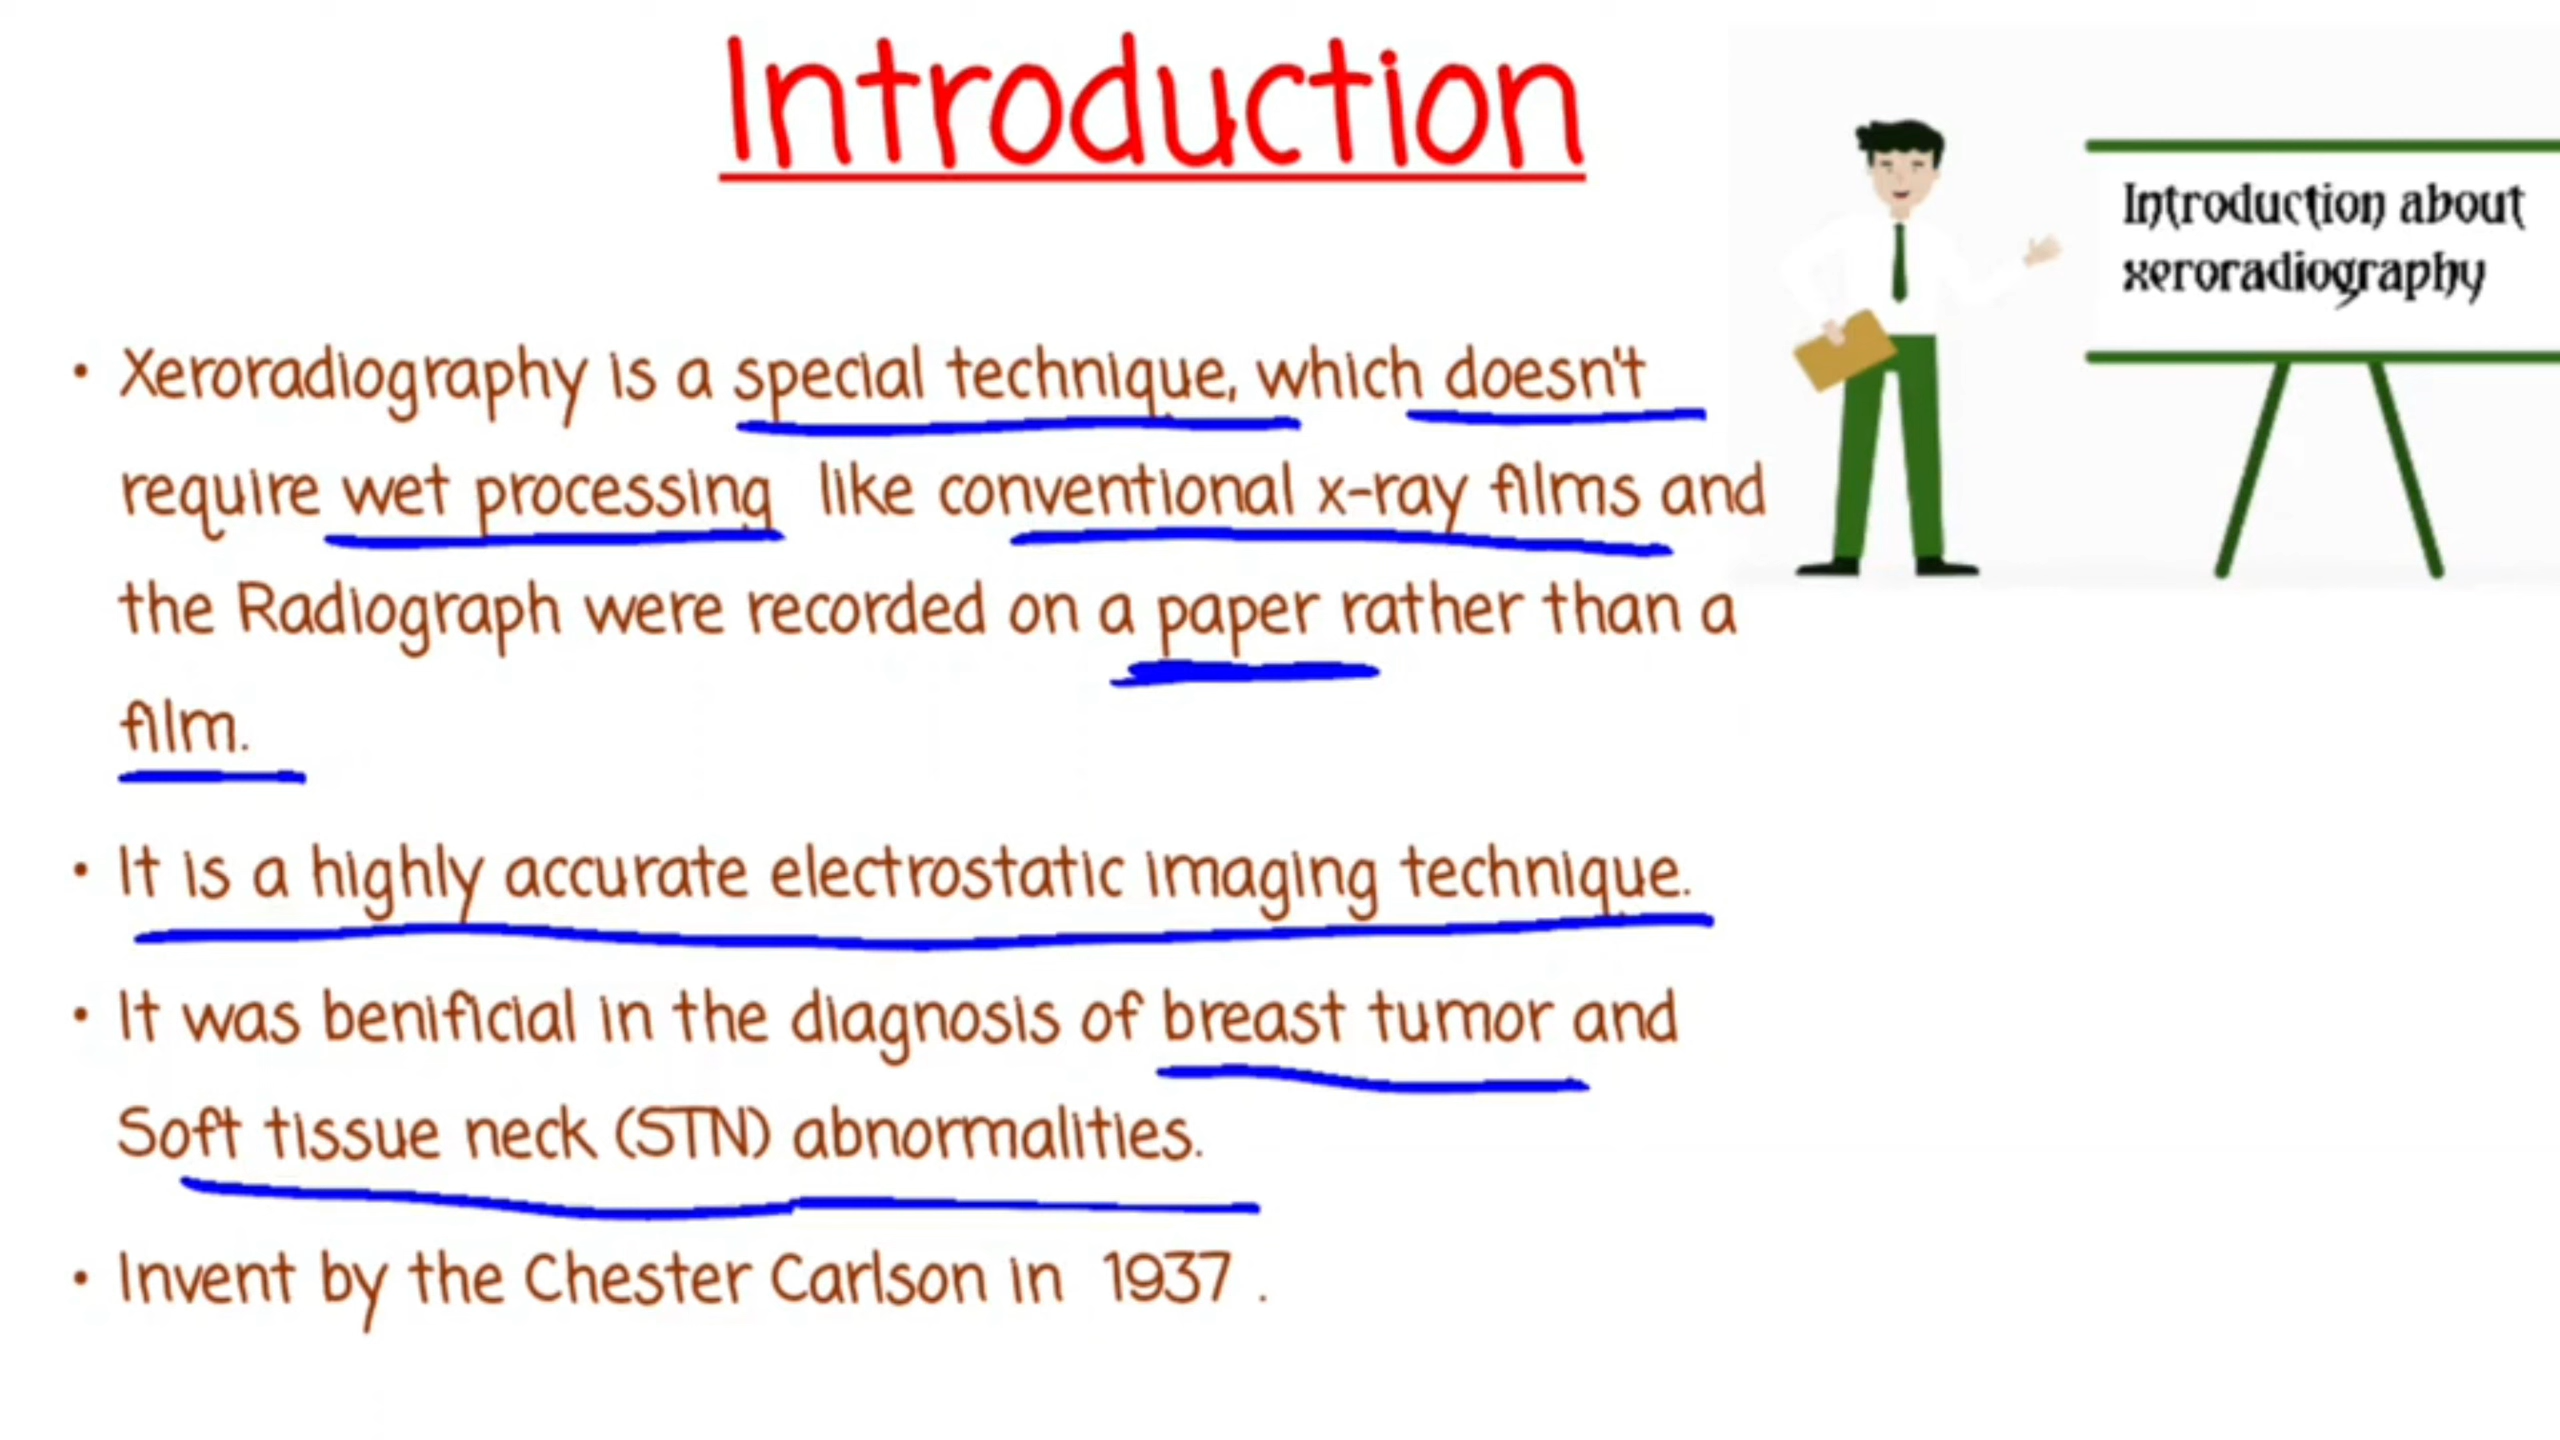 Introduction
Introduction about
xeroradiography
• Xeroradiography is a special technique, which doesn't
require wet processing like conventional x-ray films and
the Radiograph were recorded on a paper rather than a
film.
• It is a highly accurate electrostatic imaging technique.
• It was benificial in the diagnosis of breast tumor and
Soft tissue neck (STN) abnormalities.
• Invent by the Chester Carlson in 1937 .